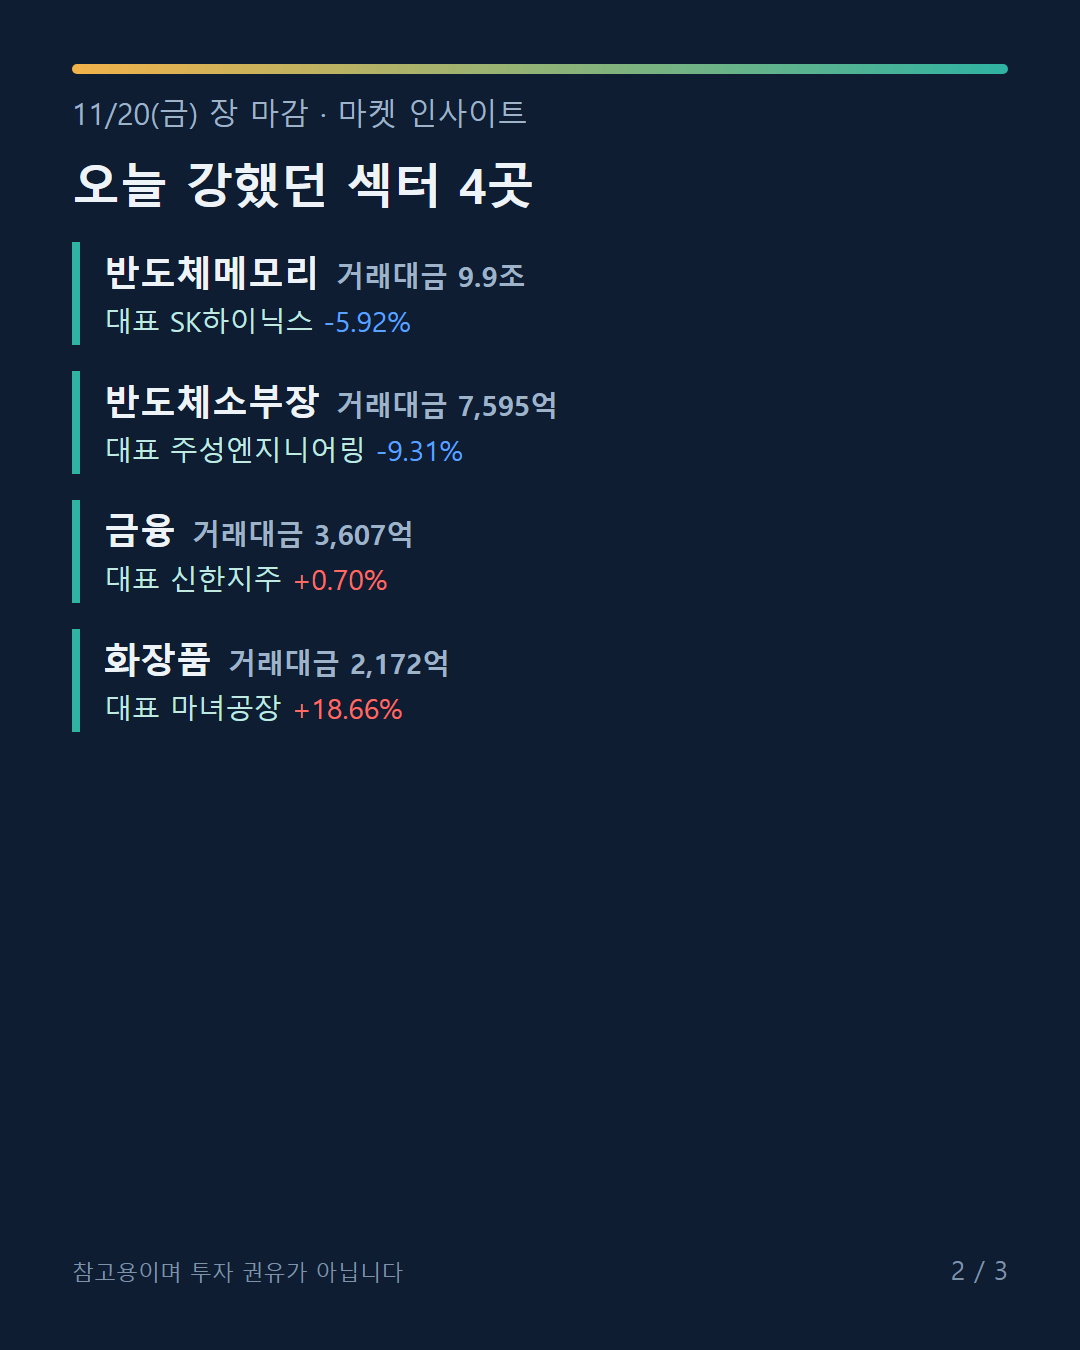 11/20(금) 장 마감 · 마켓 인사이트
오늘 강했던 섹터 4곳
반도체메모리 거래대금 9.9조
대표 SK하이닉스 -5.92%
반도체소부장 거래대금 7,595억
대표 주성엔지니어링 -9.31%
금융 거래대금 3,607억
대표 신한지주 +0.70%
화장품 거래대금 2,172억
대표 마녀공장 +18.66%
참고용이며 투자 권유가 아닙니다
2 / 3